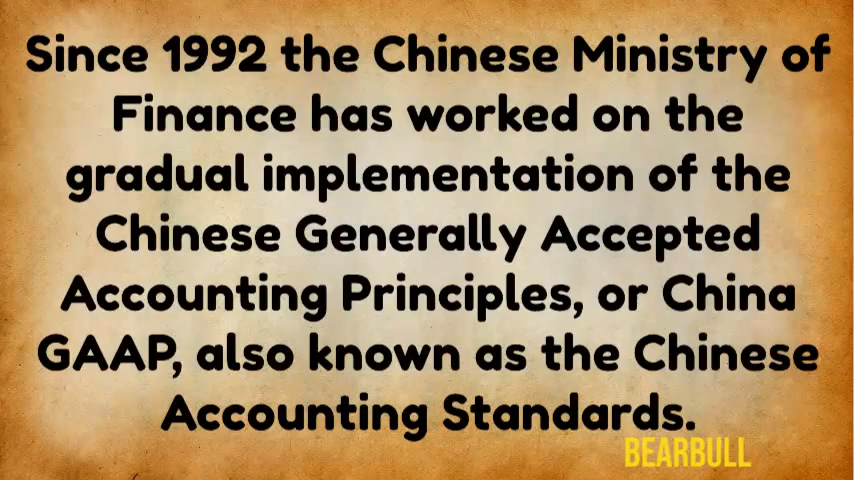 Since 1992 the Chinese Ministry of
Finance has worked on the
gradual implementation of the
Chinese Generally Accepted
Accounting Principles, or China
GAAP, also known as the Chinese
Accounting Standards.
BEARBULL